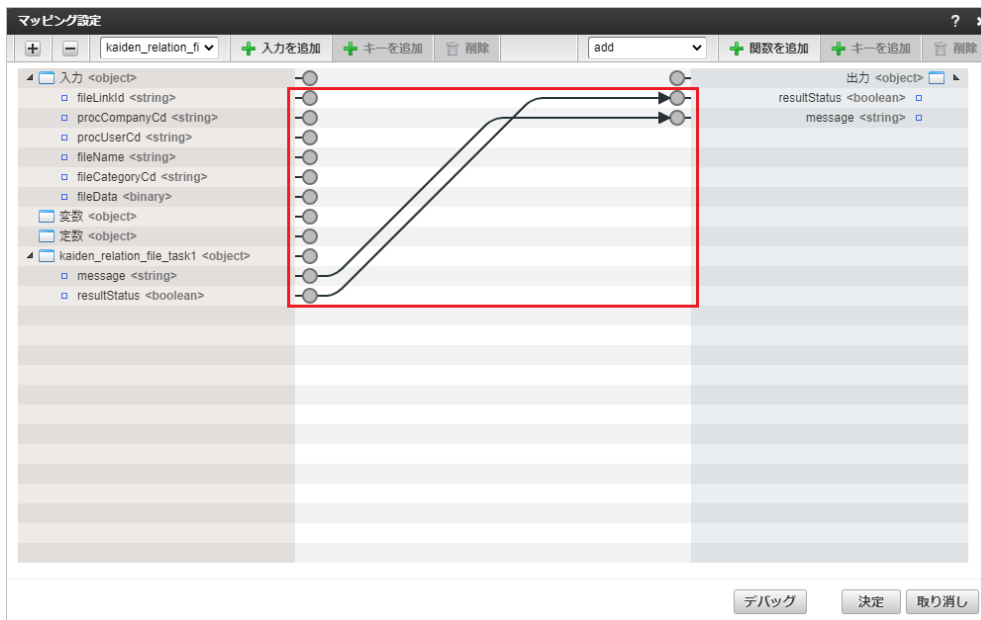 マッピング設定 ?
kaiden_relation_fi 入力を追加 キーを追加 削除 add 関数を追加 キーを追加 削除
入力 <object> 出力 <object>
fileLinkId <string> resultStatus <boolean>
procCompanyCd <string> message <string>
procUserCd <string>
fileName <string>
fileCategoryCd <string>
fileData <binary>
変数 <object>
定数 <object>
kaiden_relation_file_task1 <object>
message <string>
resultStatus <boolean>
デバッグ 決定 取り消し